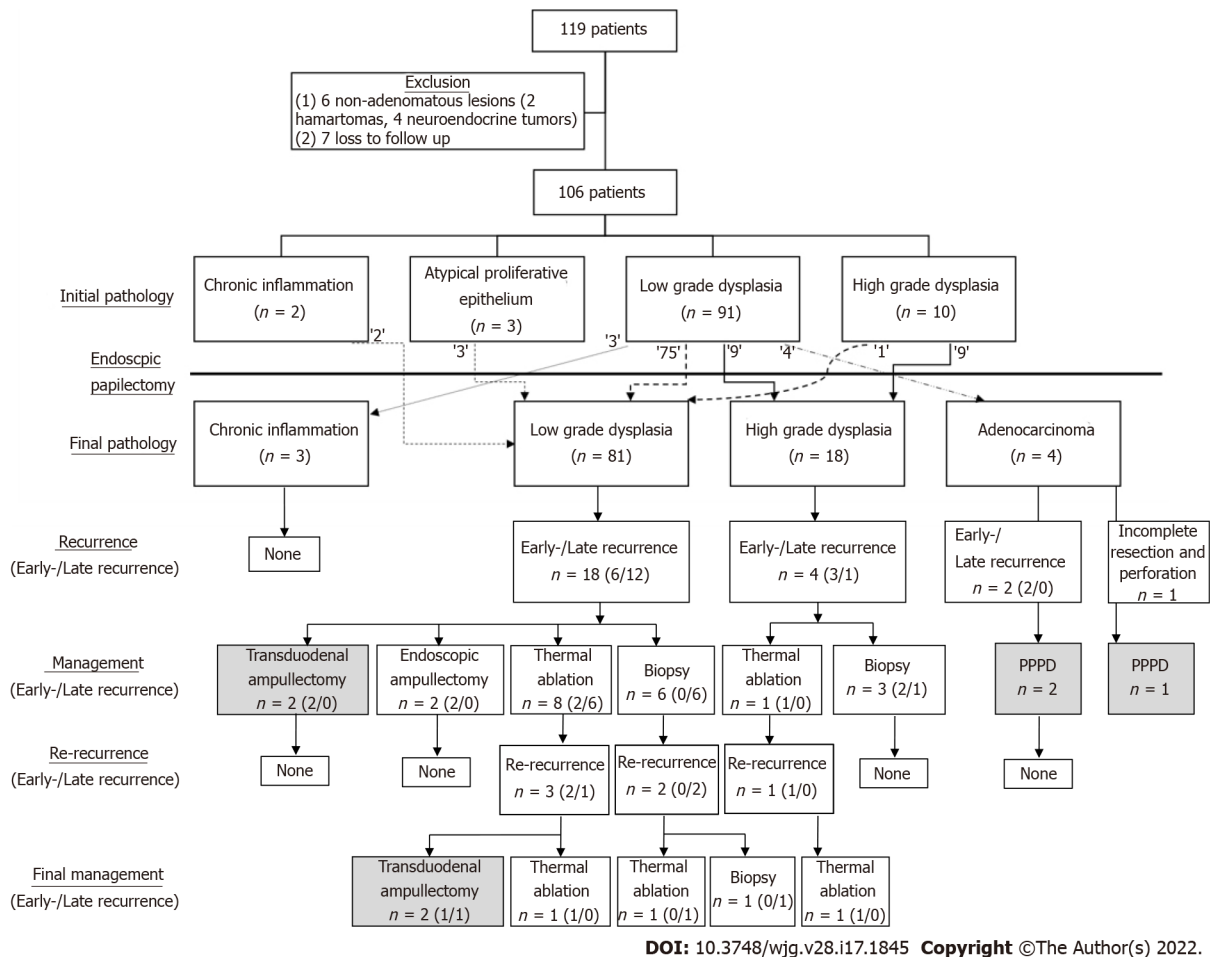 119 patients
Exclusion
(1) 6 non-adenomatous lesions (2
hamartomas, 4 neuroendocrine tumors)
(2) 7 loss to follow up
106 patients
Initial pathology
Chronic inflammation
(n = 2)
Atypical proliferative
epithelium
(n = 3)
Low grade dysplasia
(n = 91)
High grade dysplasia
(n = 10)
'2'
'3'
'3'
'75'
'9'
'4'
'1'
'9'
Endoscpic
papilectomy
Final pathology
Chronic inflammation
(n = 3)
Low grade dysplasia
(n = 81)
High grade dysplasia
(n = 18)
Adenocarcinoma
(n = 4)
Recurrence
(Early-/Late recurrence)
None
Early-/Late recurrence
n = 18 (6/12)
Early-/Late recurrence
n = 4 (3/1)
Early-/
Late recurrence
n = 2 (2/0)
Incomplete
resection and
perforation
n = 1
Management
(Early-/Late recurrence)
Transduodenal
ampullectomy
n = 2 (2/0)
Endoscopic
ampullectomy
n = 2 (2/0)
Thermal
ablation
n = 8 (2/6)
Biopsy
n = 6 (0/6)
Thermal
ablation
n = 1 (1/0)
Biopsy
n = 3 (2/1)
PPPD
n = 2
PPPD
n = 1
Re-recurrence
(Early-/Late recurrence)
None
None
Re-recurrence
n = 3 (2/1)
Re-recurrence
n = 2 (0/2)
Re-recurrence
n = 1 (1/0)
None
None
Final management
(Early-/Late recurrence)
Transduodenal
ampullectomy
n = 2 (1/1)
Thermal
ablation
n = 1 (1/0)
Thermal
ablation
n = 1 (0/1)
Biopsy
n = 1 (0/1)
Thermal
ablation
n = 1 (1/0)
DOI: 10.3748/wjg.v28.i17.1845 Copyright ©The Author(s) 2022.